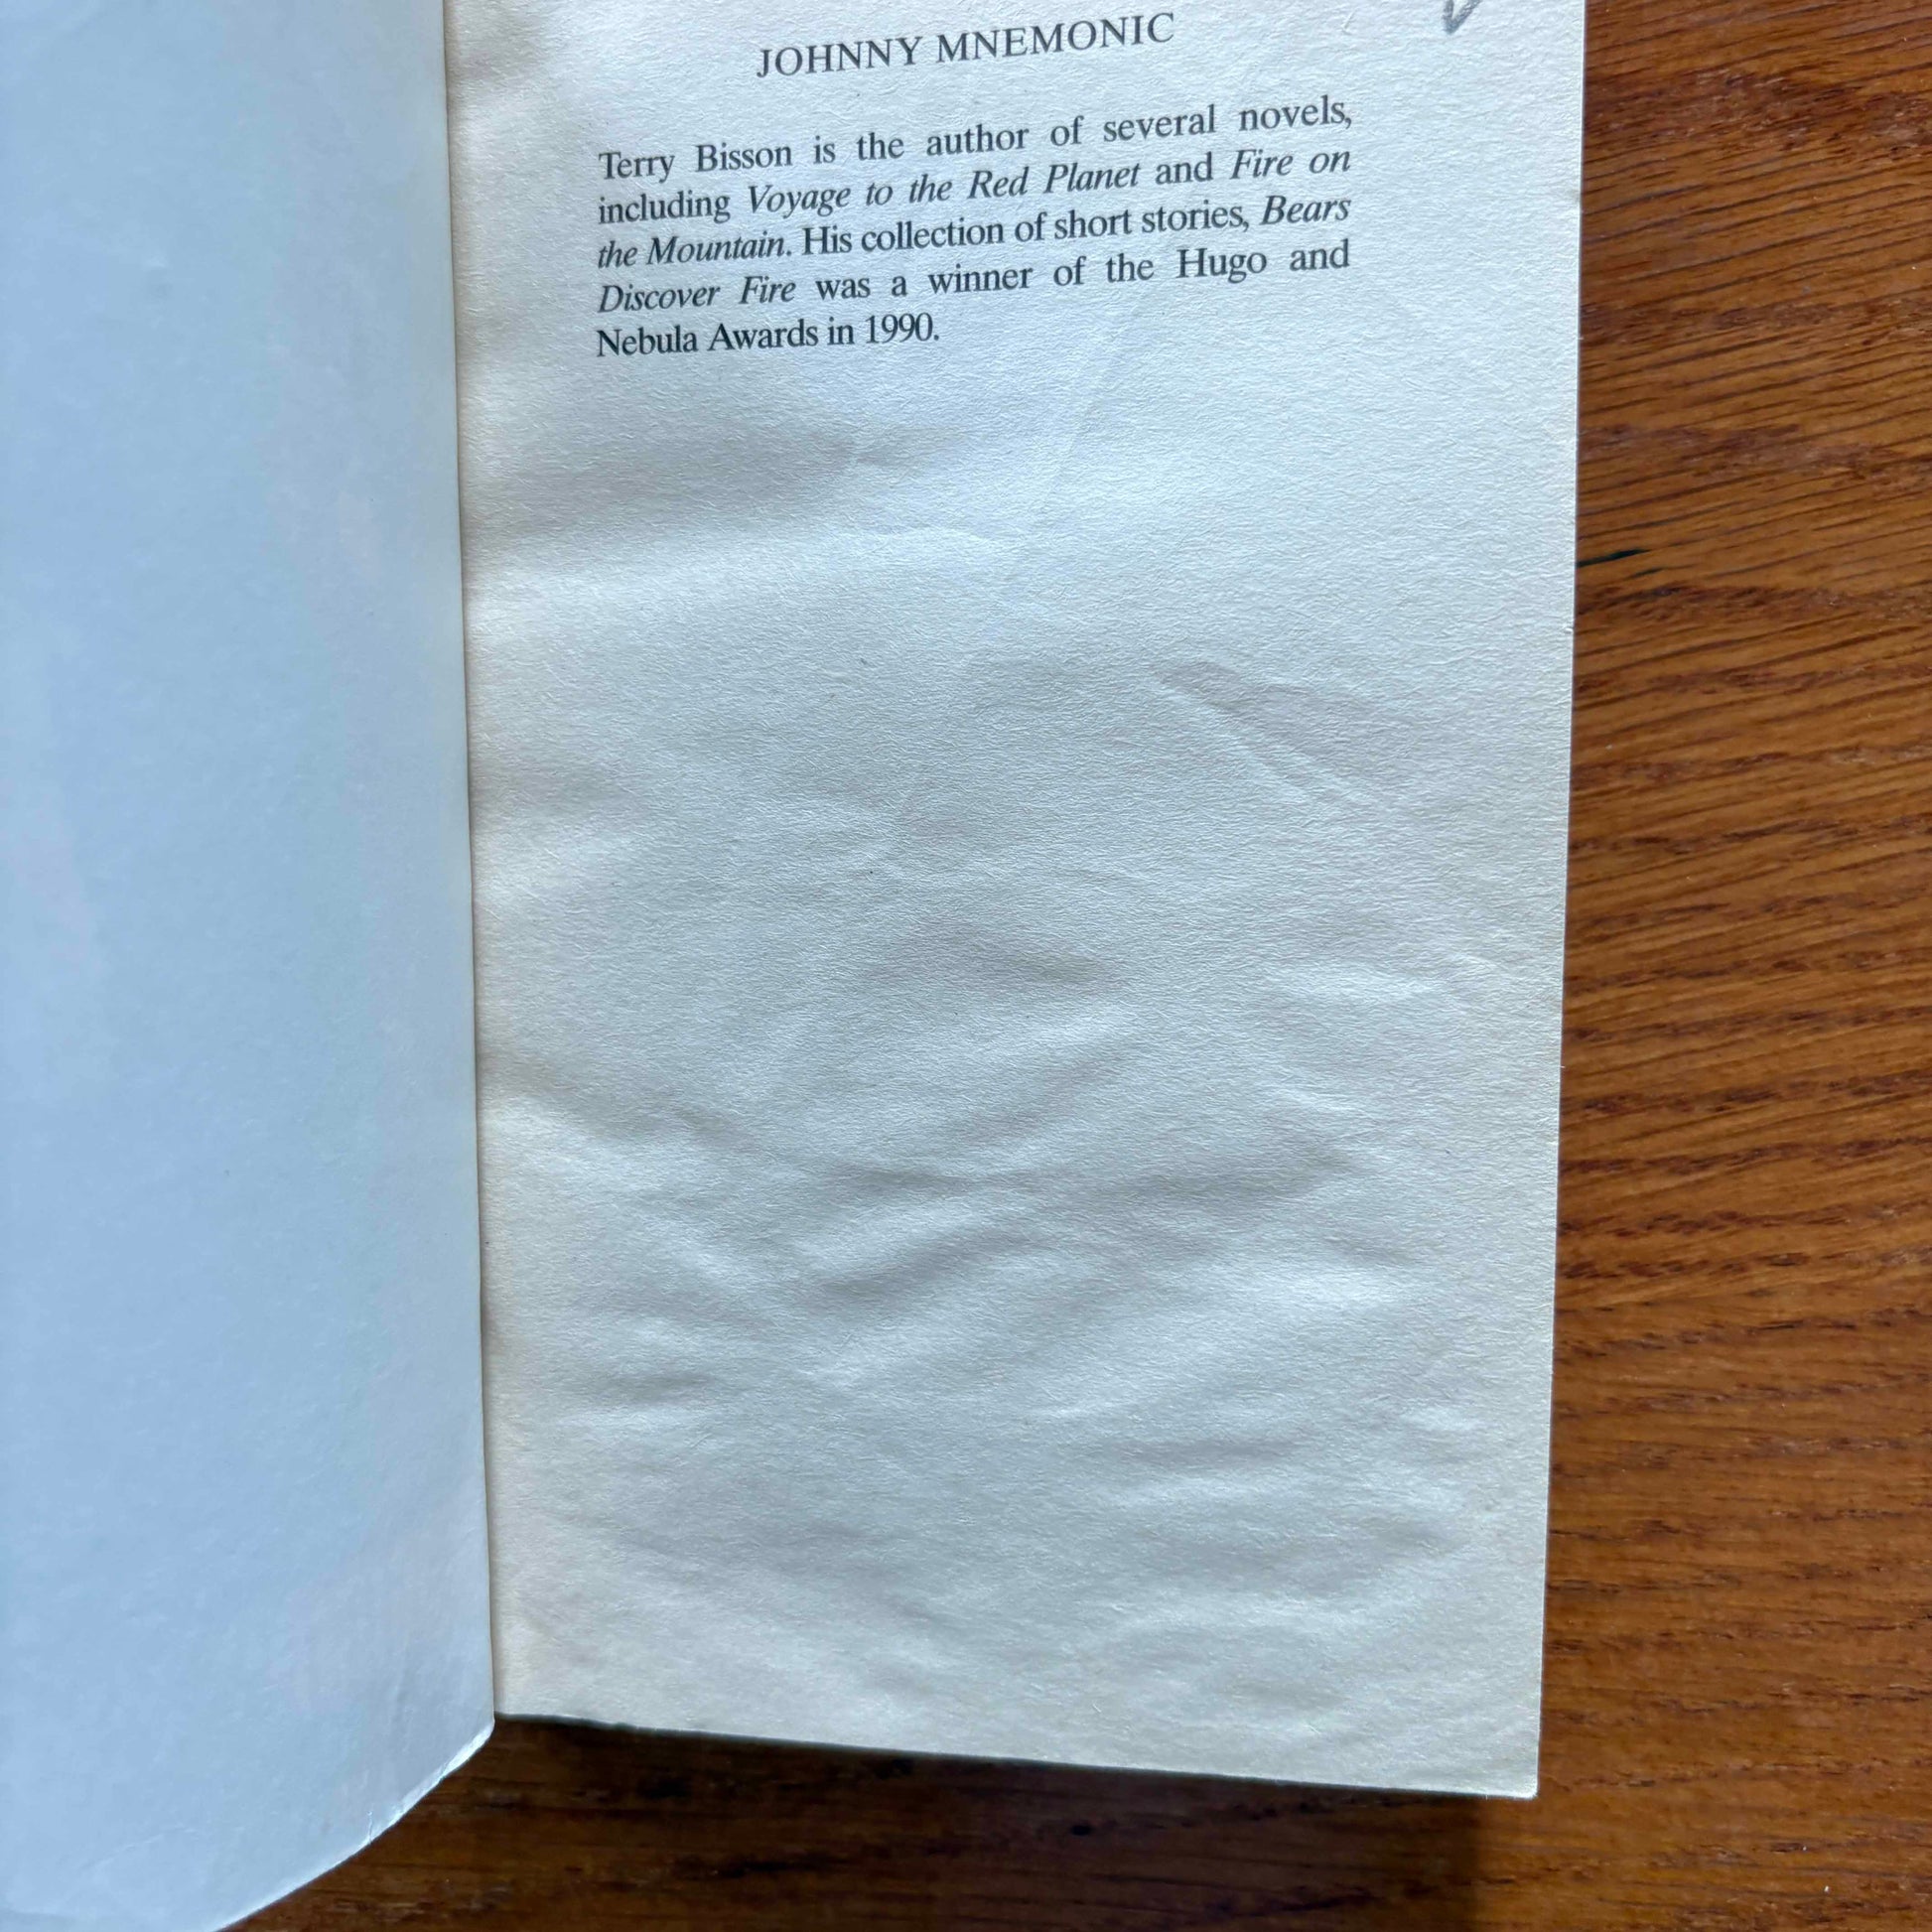 JOHNNY MNEMONIC
Terry Bisson is the author of several novels,
including Voyage to the Red Planet and Fire on
the Mountain. His collection of short stories, Bears
Discover Fire was a winner of the Hugo and
Nebula Awards in 1990.